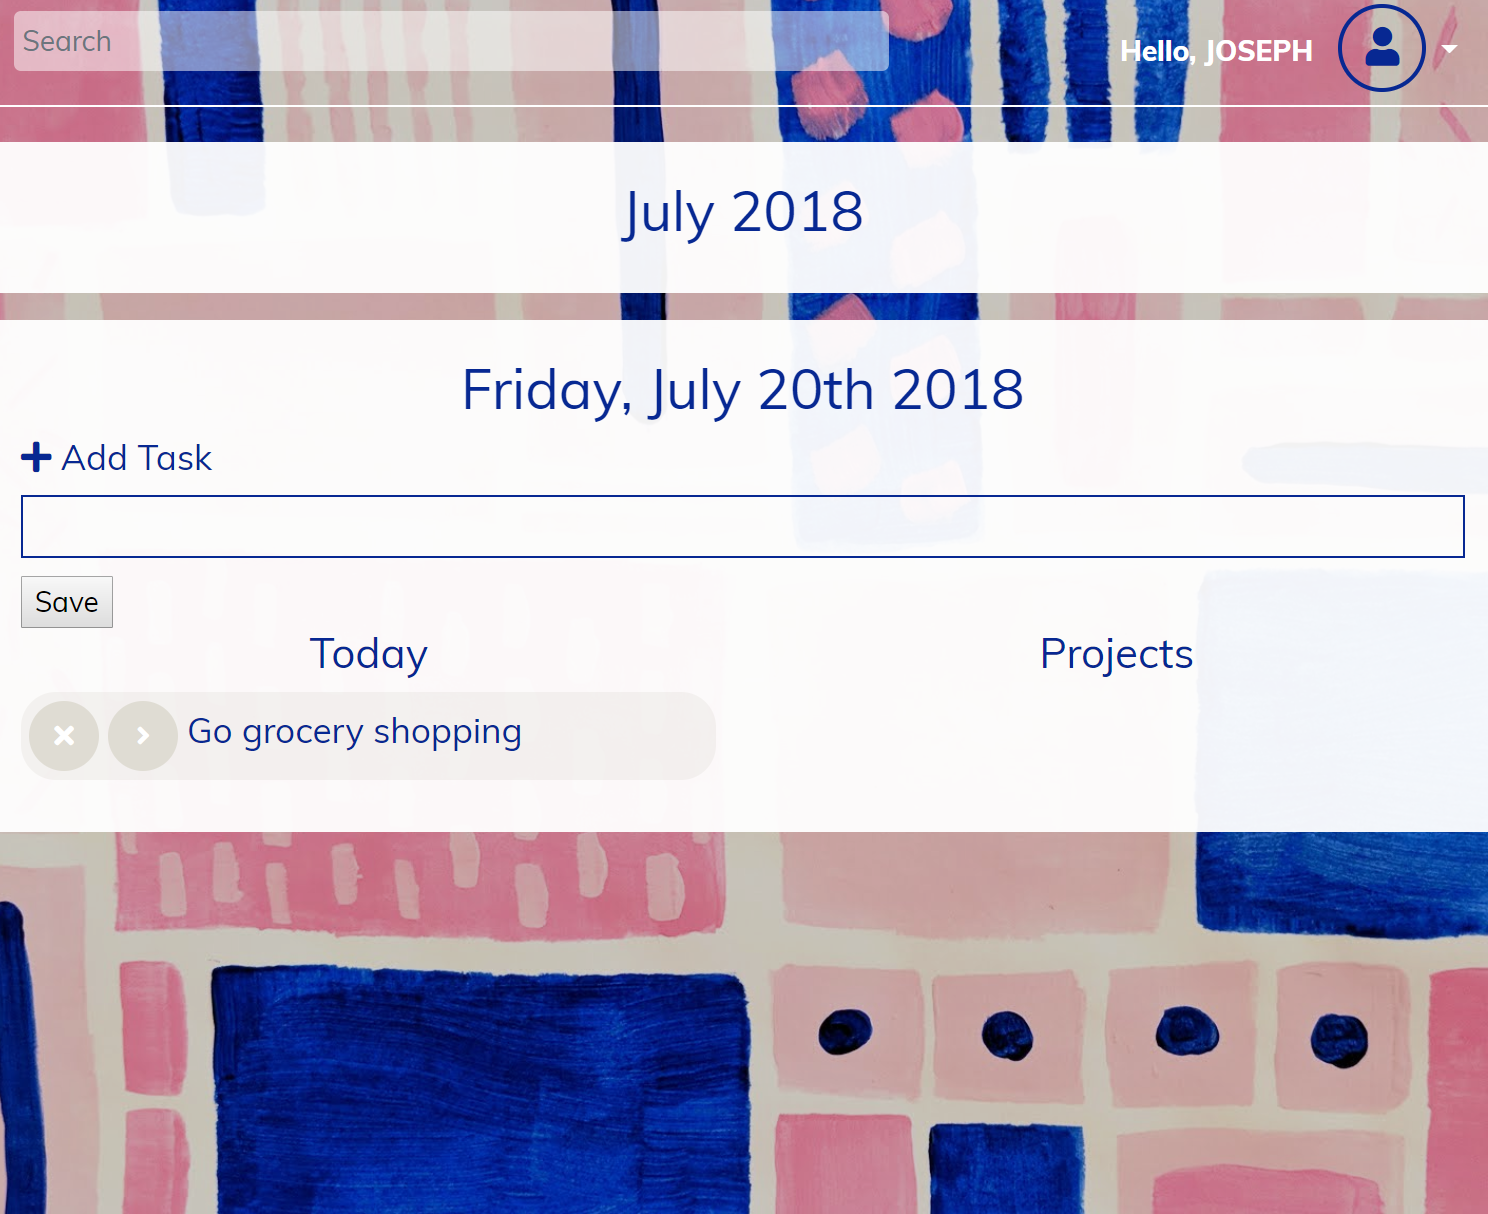 Search
Hello, JOSEPH
July 2018
Friday, July 20th 2018
Add Task
Save
Today
Projects
Go grocery shopping